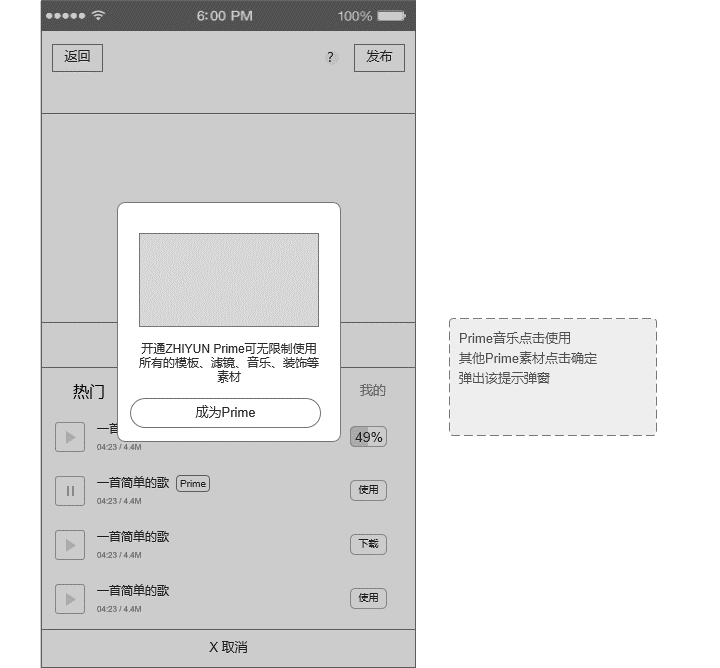 6:00 PM
100%
返回
?
发布
开通ZHIYUN Prime可无限制使用
所有的模板、滤镜、音乐、装饰等
素材
成为Prime
热门
我的
一首
04:23 / 4.4M
49%
一首简单的歌
Prime
04:23 / 4.4M
使用
一首简单的歌
04:23 / 4.4M
下载
一首简单的歌
04:23 / 4.4M
使用
X 取消
Prime音乐点击使用
其他Prime素材点击确定
弹出该提示弹窗